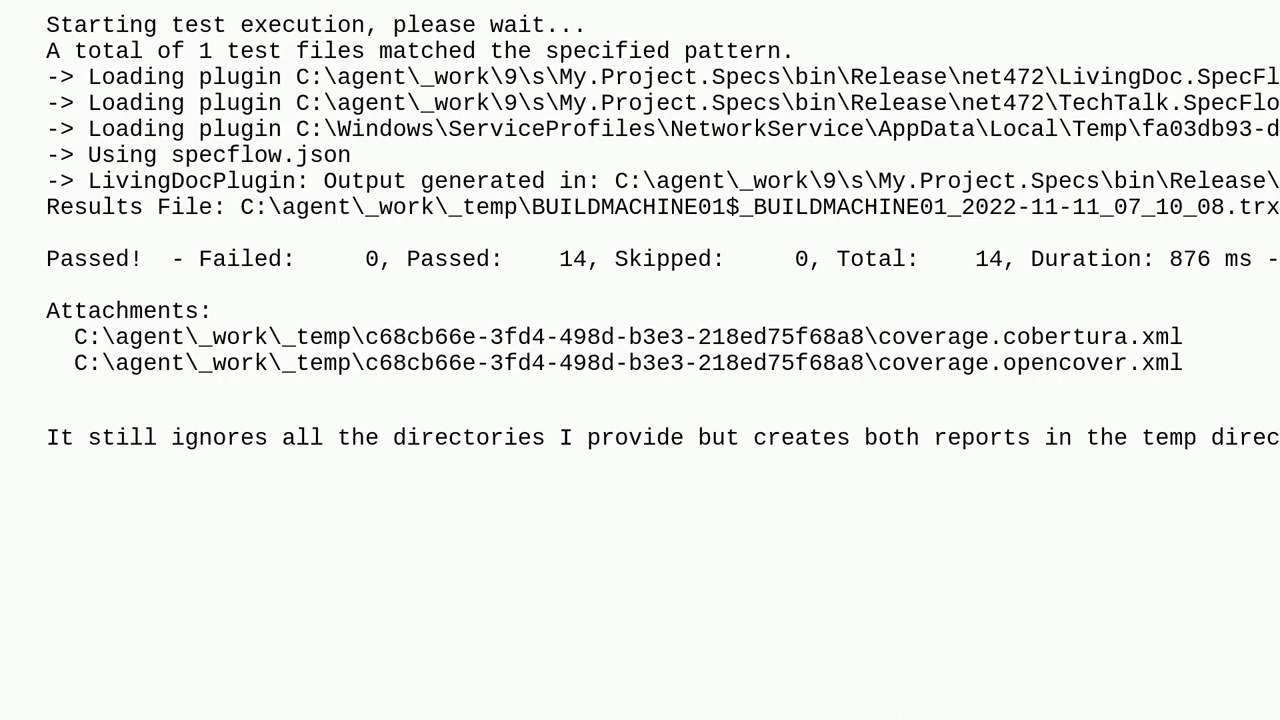 Starting test execution, please wait...
A total of 1 test files matched the specified pattern.
-> Loading plugin C:\agent\_work\9\s\My.Project.Specs\bin\Release\net472\LivingDoc.SpecFl
-> Loading plugin C:\agent\_work\9\s\My.Project.Specs\bin\Release\net472\TechTalk.SpecFlo
-> Loading plugin C:\Windows\ServiceProfiles\NetworkService\AppData\Local\Temp\fa03db93-d
-> Using specflow.json
-> LivingDocPlugin: Output generated in: C:\agent\_work\9\s\My.Project.Specs\bin\Release\
Results File: C:\agent\_work\_temp\BUILDMACHINE01$_BUILDMACHINE01_2022-11-11_07_10_08.trx
Passed!  - Failed:     0, Passed:    14, Skipped:     0, Total:    14, Duration: 876 ms -
Attachments:
  C:\agent\_work\_temp\c68cb66e-3fd4-498d-b3e3-218ed75f68a8\coverage.cobertura.xml
  C:\agent\_work\_temp\c68cb66e-3fd4-498d-b3e3-218ed75f68a8\coverage.opencover.xml
It still ignores all the directories I provide but creates both reports in the temp direc